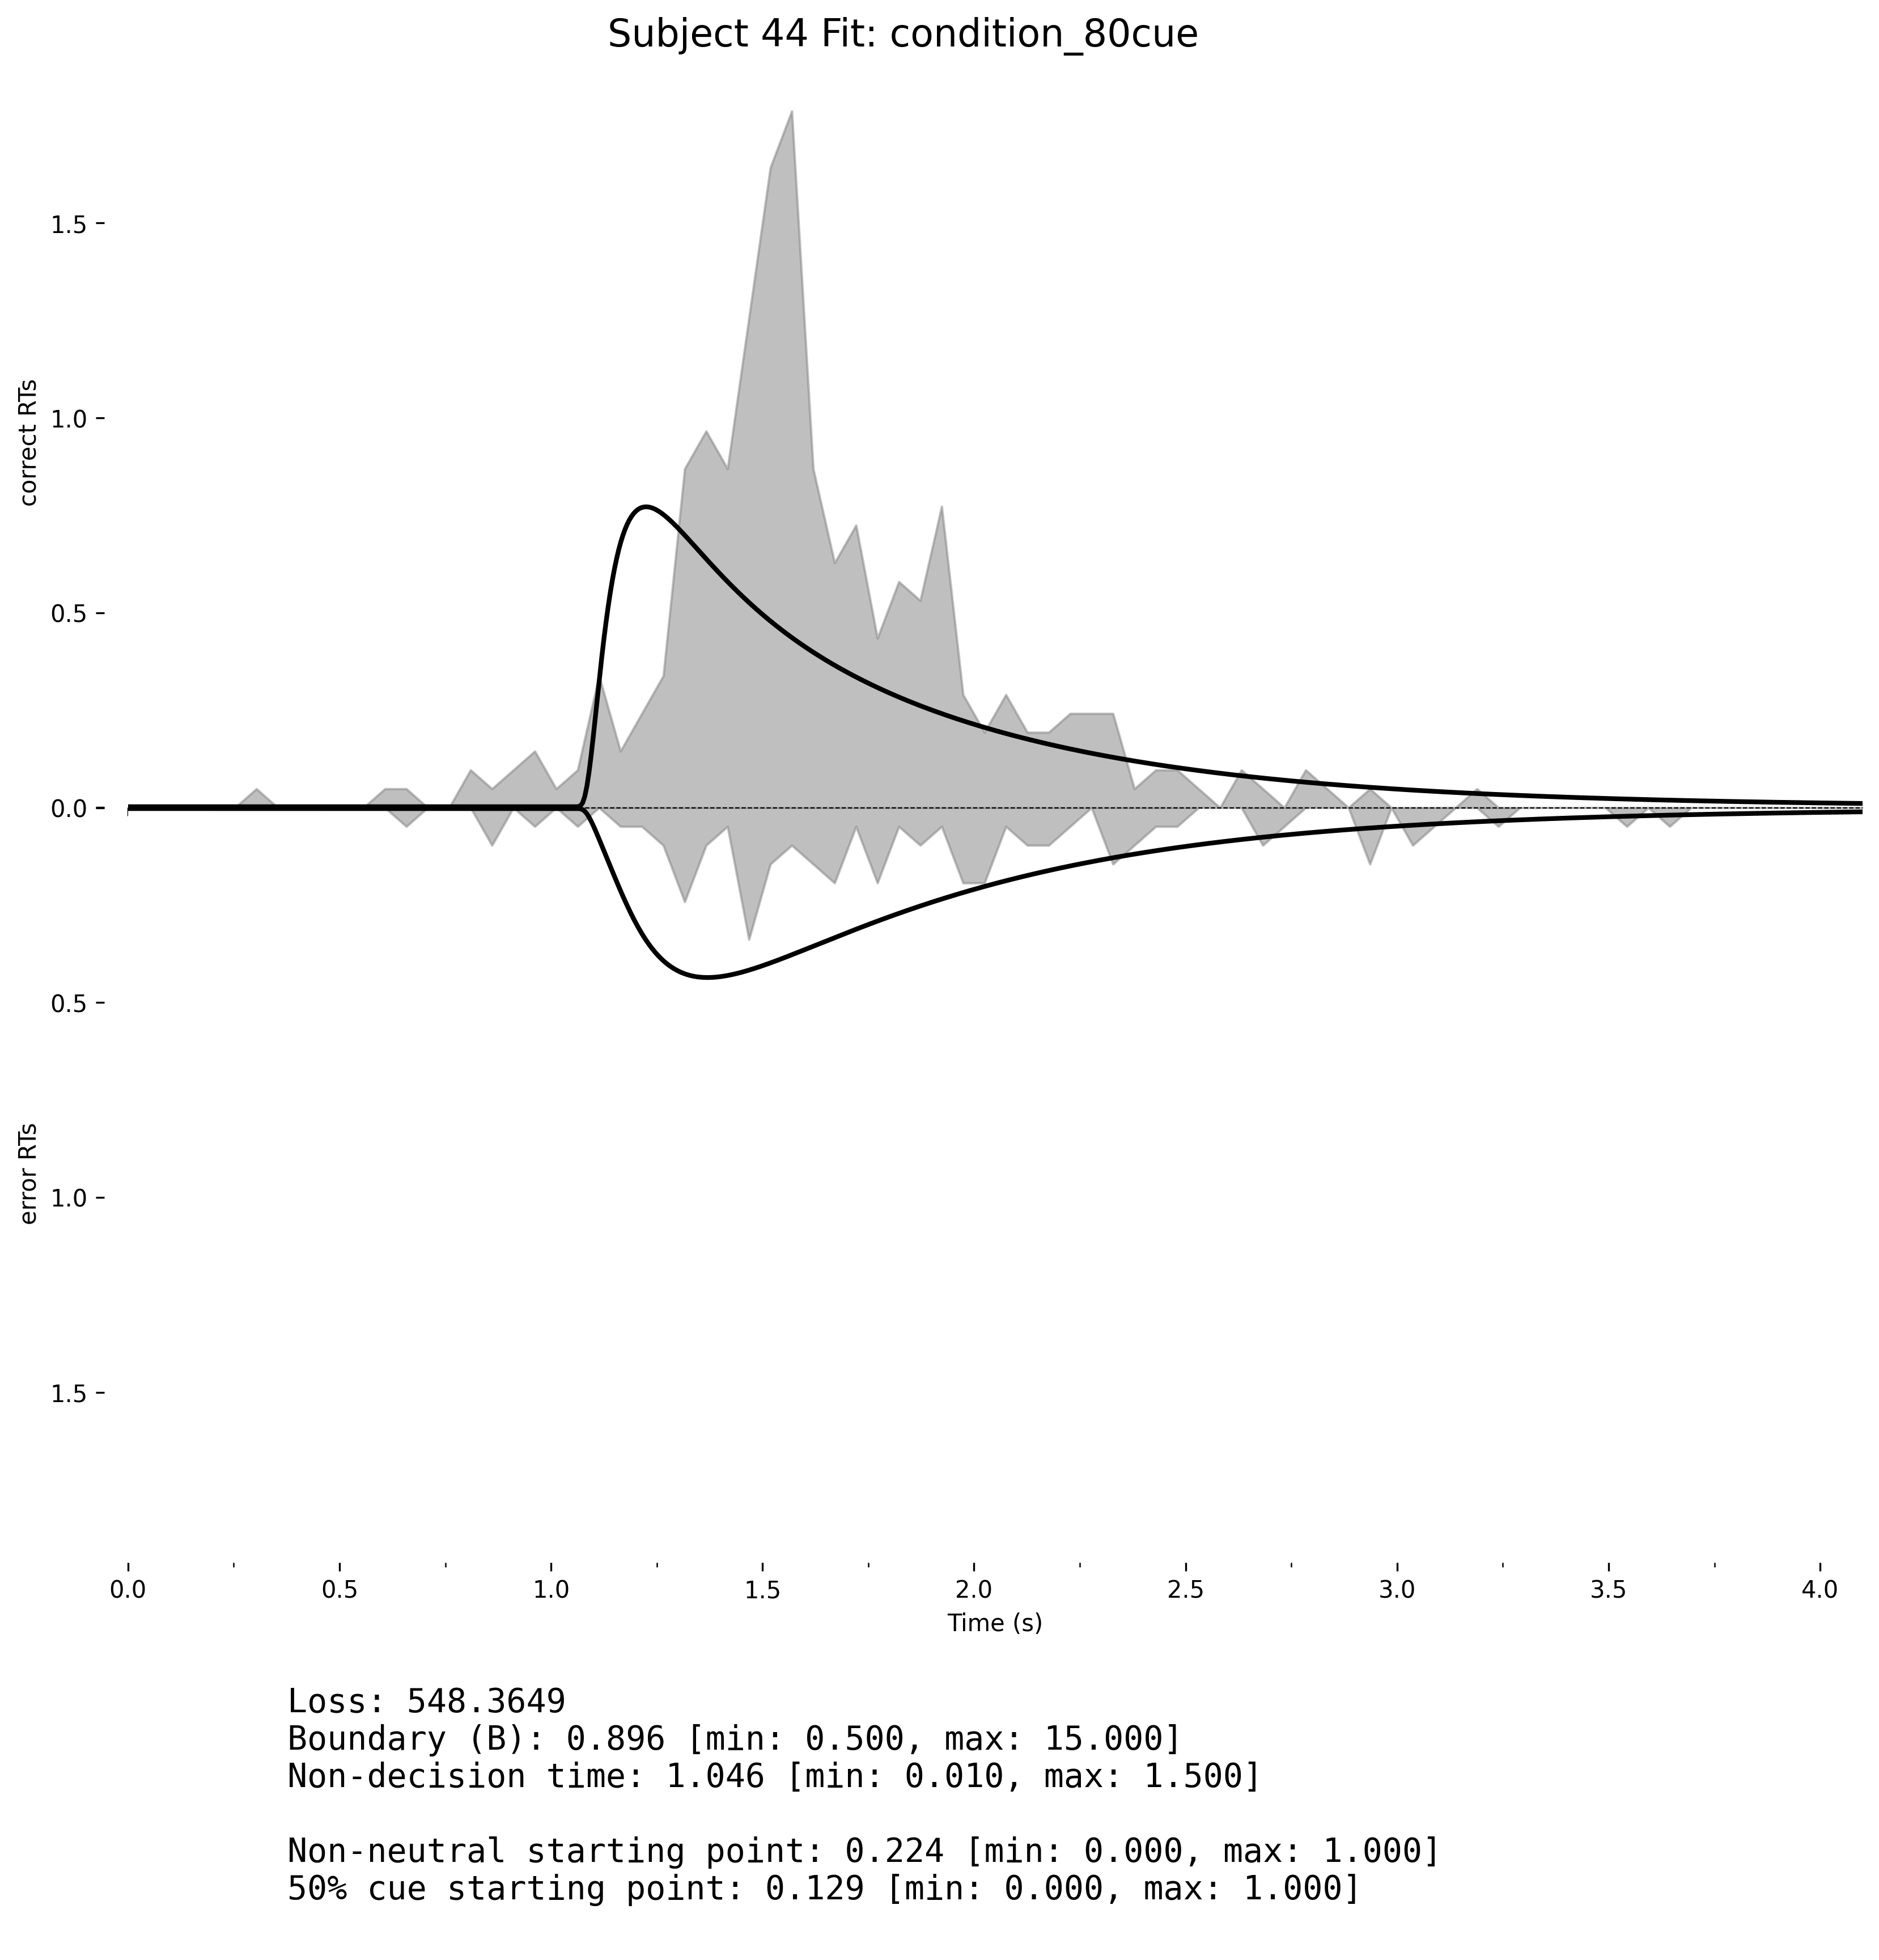 Subject 44 Fit: condition_80cue
correct RTs
error RTs
1.5
1.0
0.5
0.0
0.5
1.0
1.5
0.0 0.5 1.0 1.5 2.0 2.5 3.0 3.5 4.0
Time (s)
Loss: 548.3649
Boundary (B): 0.896 [min: 0.500, max: 15.000]
Non-decision time: 1.046 [min: 0.010, max: 1.500]
Non-neutral starting point: 0.224 [min: 0.000, max: 1.000]
50% cue starting point: 0.129 [min: 0.000, max: 1.000]